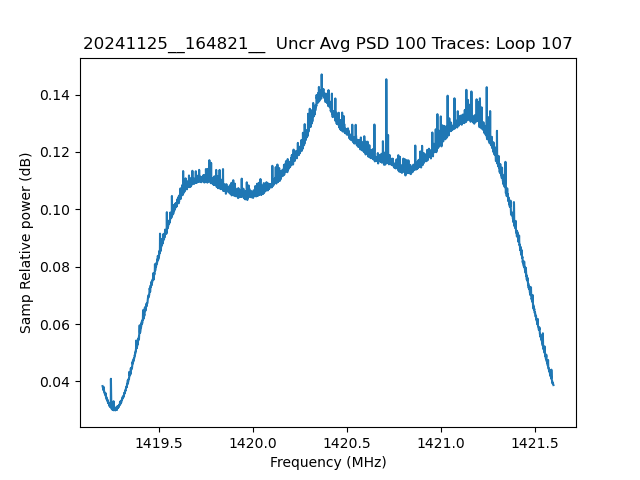 20241125__164821__ Uncr Avg PSD 100 Traces: Loop 107
Samp Relative power (dB)
0.14
0.12
0.10
0.08
0.06
0.04
1419.5 1420.0 1420.5 1421.0 1421.5
Frequency (MHz)